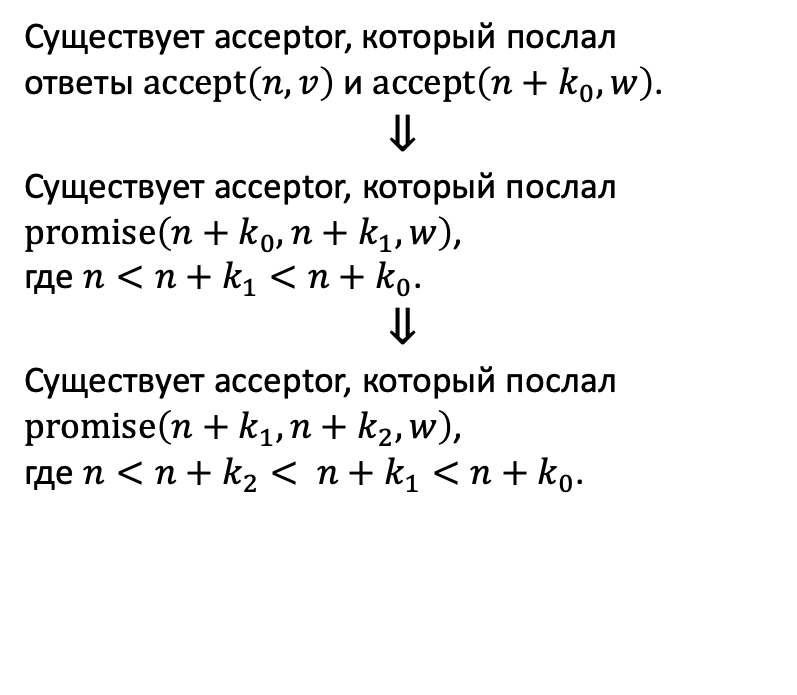 Существует acceptor, который послал
ответы accept(n, v) и accept(n + k₀, w).
⇓
Существует acceptor, который послал
promise(n + k₀, n + k₁, w),
где n < n + k₁ < n + k₀.
⇓
Существует acceptor, который послал
promise(n + k₁, n + k₂, w),
где n < n + k₂ < n + k₁ < n + k₀.